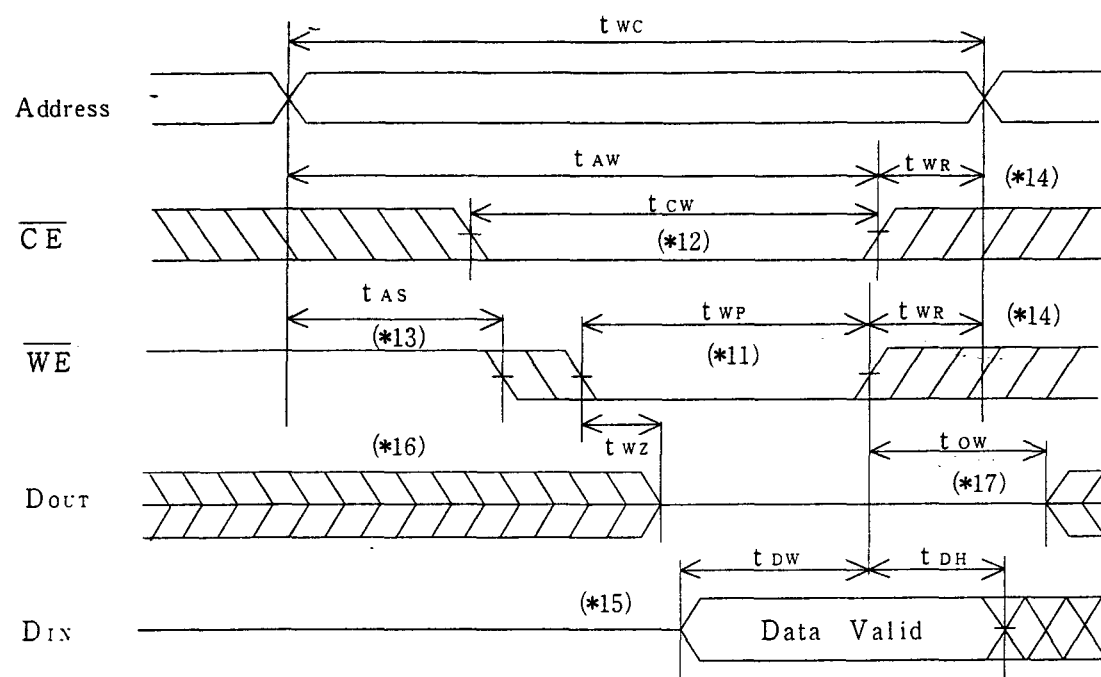 t WC
Address
t AW
t WR
(*14)
CE
t CW
(*12)
t AS
(*13)
t WP
(*11)
t WR
(*14)
WE
(*16)
t WZ
t OW
(*17)
DOUT
t DW
t DH
(*15)
DIN
Data Valid